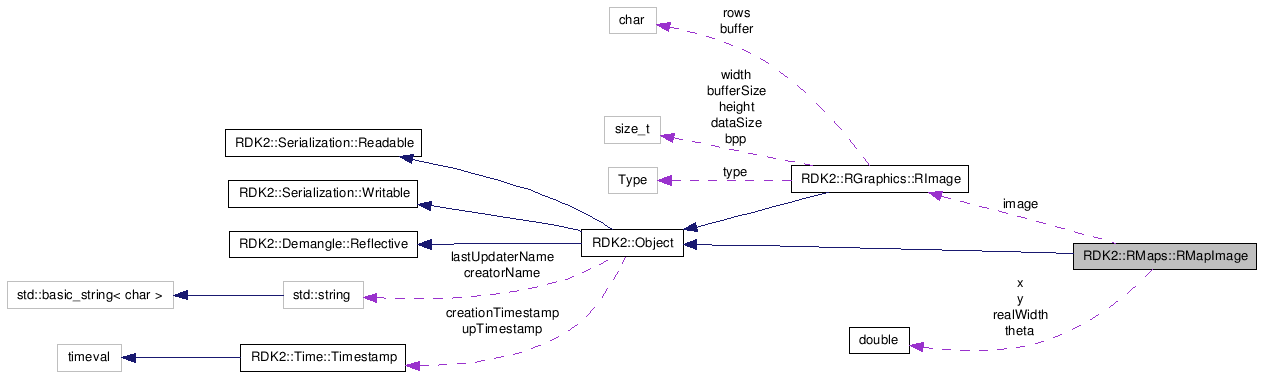 char
rows
buffer
width
bufferSize
height
dataSize
bpp
size_t
RDK2::Serialization::Readable
Type
type
RDK2::RGraphics::RImage
RDK2::Serialization::Writable
image
RDK2::Demangle::Reflective
RDK2::Object
RDK2::RMaps::RMapImage
lastUpdaterName
creatorName
std::basic_string< char >
std::string
x
y
realWidth
theta
creationTimestamp
upTimestamp
double
timeval
RDK2::Time::Timestamp